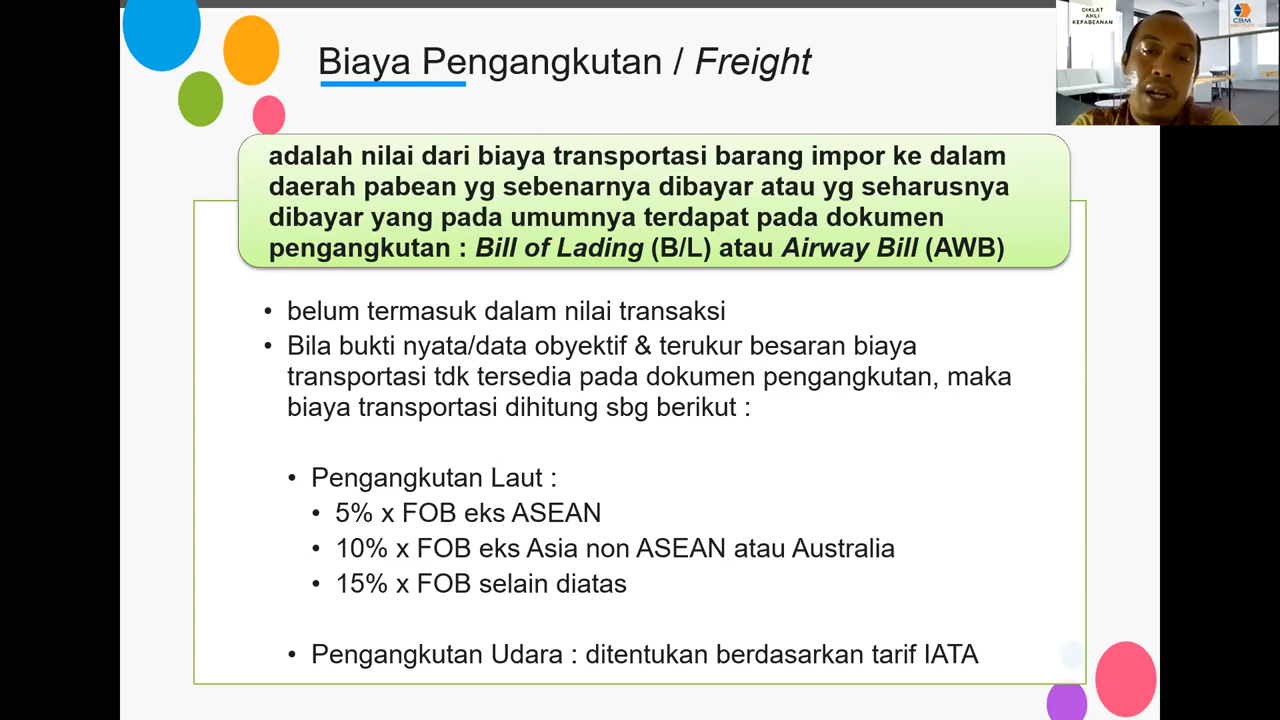 Biaya Pengangkutan / Freight
DIKLAT
AHLI
KEPABEANAN
CBM
adalah nilai dari biaya transportasi barang impor ke dalam
daerah pabean yg sebenarnya dibayar atau yg seharusnya
dibayar yang pada umumnya terdapat pada dokumen
pengangkutan : Bill of Lading (B/L) atau Airway Bill (AWB)
• belum termasuk dalam nilai transaksi
• Bila bukti nyata/data obyektif & terukur besaran biaya
transportasi tdk tersedia pada dokumen pengangkutan, maka
biaya transportasi dihitung sbg berikut :
• Pengangkutan Laut :
• 5% x FOB eks ASEAN
• 10% x FOB eks Asia non ASEAN atau Australia
• 15% x FOB selain diatas
• Pengangkutan Udara : ditentukan berdasarkan tarif IATA